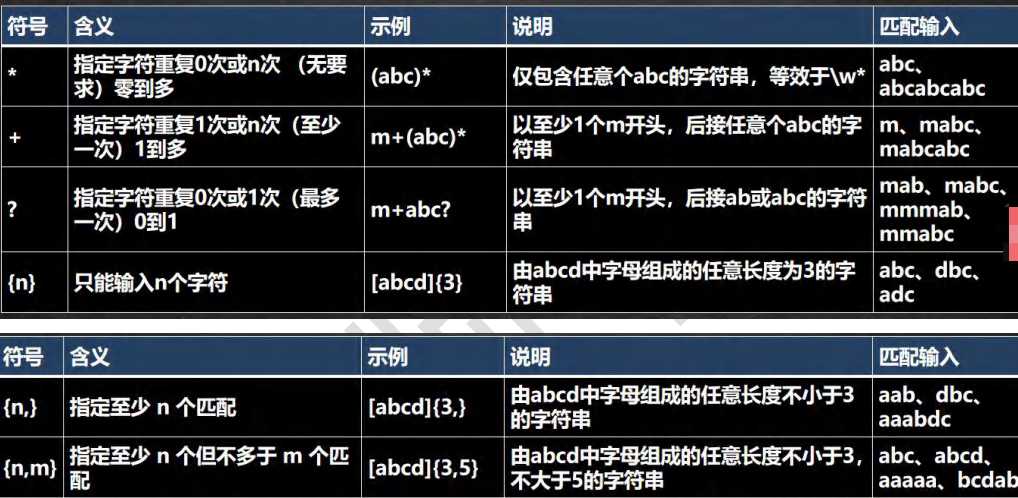 符号 含义 示例 说明 匹配输入
* 指定字符重复0次或n次 （无要求）零到多 (abc)* 仅包含任意个abc的字符串，等效于\w* abc、abcabcabc
+ 指定字符重复1次或n次（至少一次）1到多 m+(abc)* 以至少1个m开头，后接任意个abc的字符串 m、mabc、mabcabc
? 指定字符重复0次或1次（最多一次）0到1 m+abc? 以至少1个m开头，后接ab或abc的字符串 mab、mabc、mmmab、mmabc
{n} 只能输入n个字符 [abcd]{3} 由abcd中字母组成的任意长度为3的字符串 abc、dbc、adc
符号 含义 示例 说明 匹配输入
{n,} 指定至少 n 个匹配 [abcd]{3,} 由abcd中字母组成的任意长度不小于3的字符串 aab、dbc、aaabdc
{n,m} 指定至少 n 个但不多于 m 个匹配 [abcd]{3,5} 由abcd中字母组成的任意长度不小于3，不大于5的字符串 abc、abcd、aaaaa、bcdab